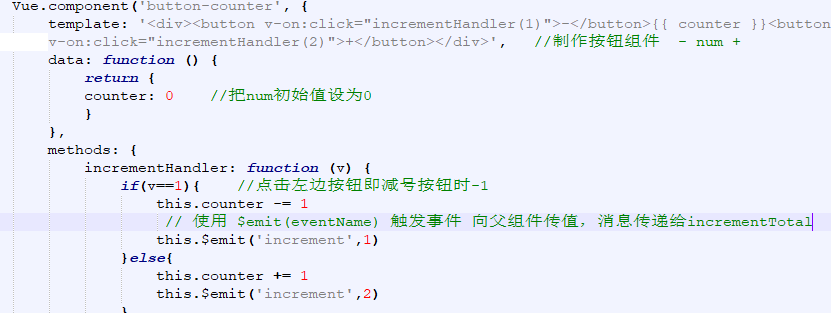 Vue.component('button-counter', {
template: '<div><button v-on:click="incrementHandler(1)">-</button>{{ counter }}<button
v-on:click="incrementHandler(2)">+</button></div>', //制作按钮组件 - num +
data: function () {
return {
counter: 0 //把num初始值设为0
}
},
methods: {
incrementHandler: function (v) {
if(v==1){ //点击左边按钮即减号按钮时-1
this.counter -= 1
// 使用 $emit(eventName) 触发事件 向父组件传值，消息传递给incrementTotal
this.$emit('increment',1)
}else{
this.counter += 1
this.$emit('increment',2)
}